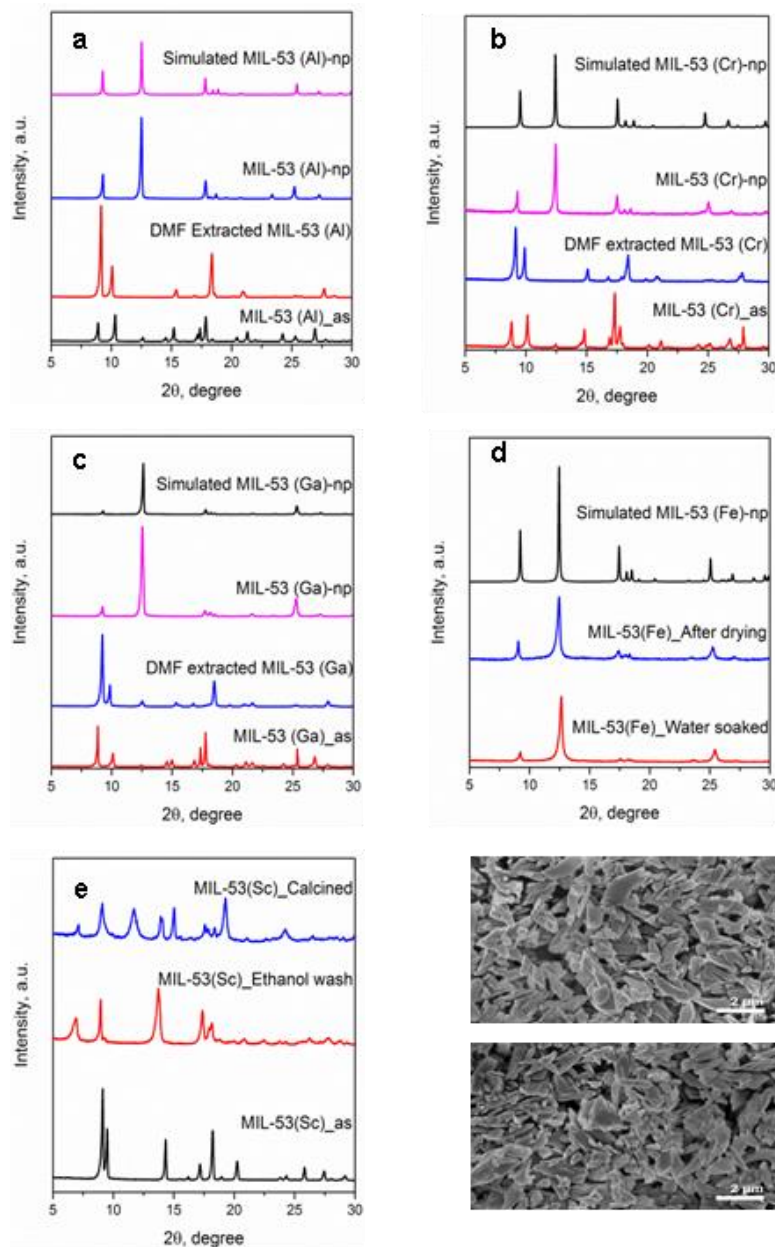 a
Simulated MIL-53 (Al)-np
MIL-53 (Al)-np
DMF Extracted MIL-53 (Al)
MIL-53 (Al)_as
Intensity, a.u.
5 10 15 20 25 30
2θ, degree
b
Simulated MIL-53 (Cr)-np
MIL-53 (Cr)-np
DMF extracted MIL-53 (Cr)
MIL-53 (Cr)_as
Intensity, a.u.
5 10 15 20 25 30
2θ, degree
c
Simulated MIL-53 (Ga)-np
MIL-53 (Ga)-np
DMF extracted MIL-53 (Ga)
MIL-53 (Ga)_as
Intensity, a.u.
5 10 15 20 25 30
2θ, degree
d
Simulated MIL-53 (Fe)-np
MIL-53(Fe)_After drying
MIL-53(Fe)_Water soaked
Intensity, a.u.
5 10 15 20 25 30
2θ, degree
e
MIL-53(Sc)_Calcined
MIL-53(Sc)_Ethanol wash
MIL-53(Sc)_as
Intensity, a.u.
5 10 15 20 25 30
2θ, degree
2 μm
2 μm